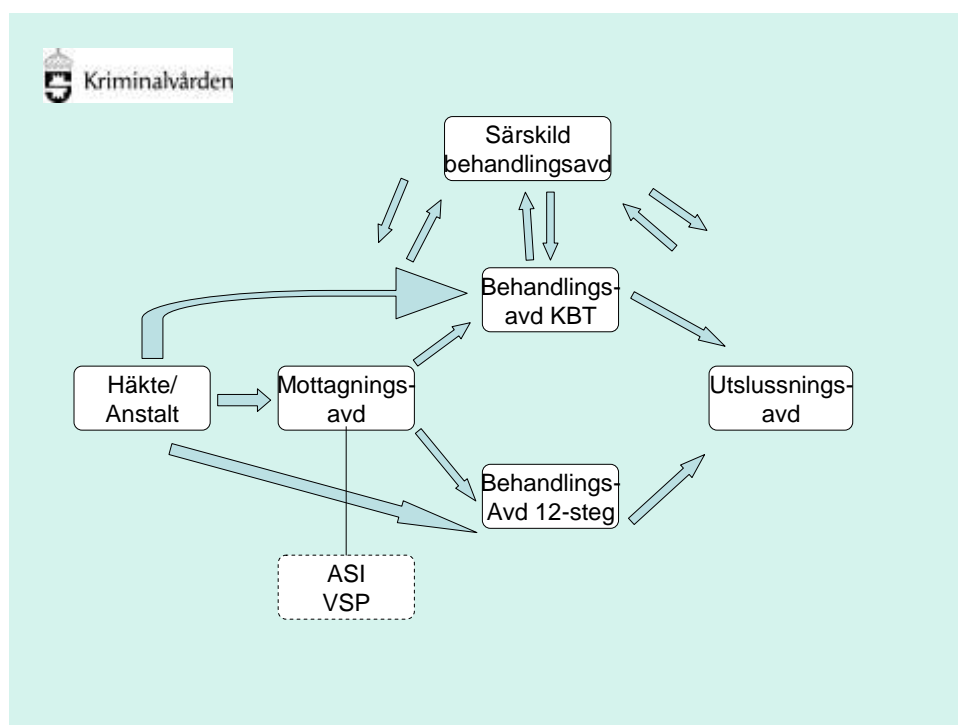 Kriminalvården
Särskild
behandlingsavd
Behandlings-
avd KBT
Häkte/
Anstalt
Mottagnings-
avd
Utslussnings-
avd
Behandlings-
Avd 12-steg
ASI
VSP